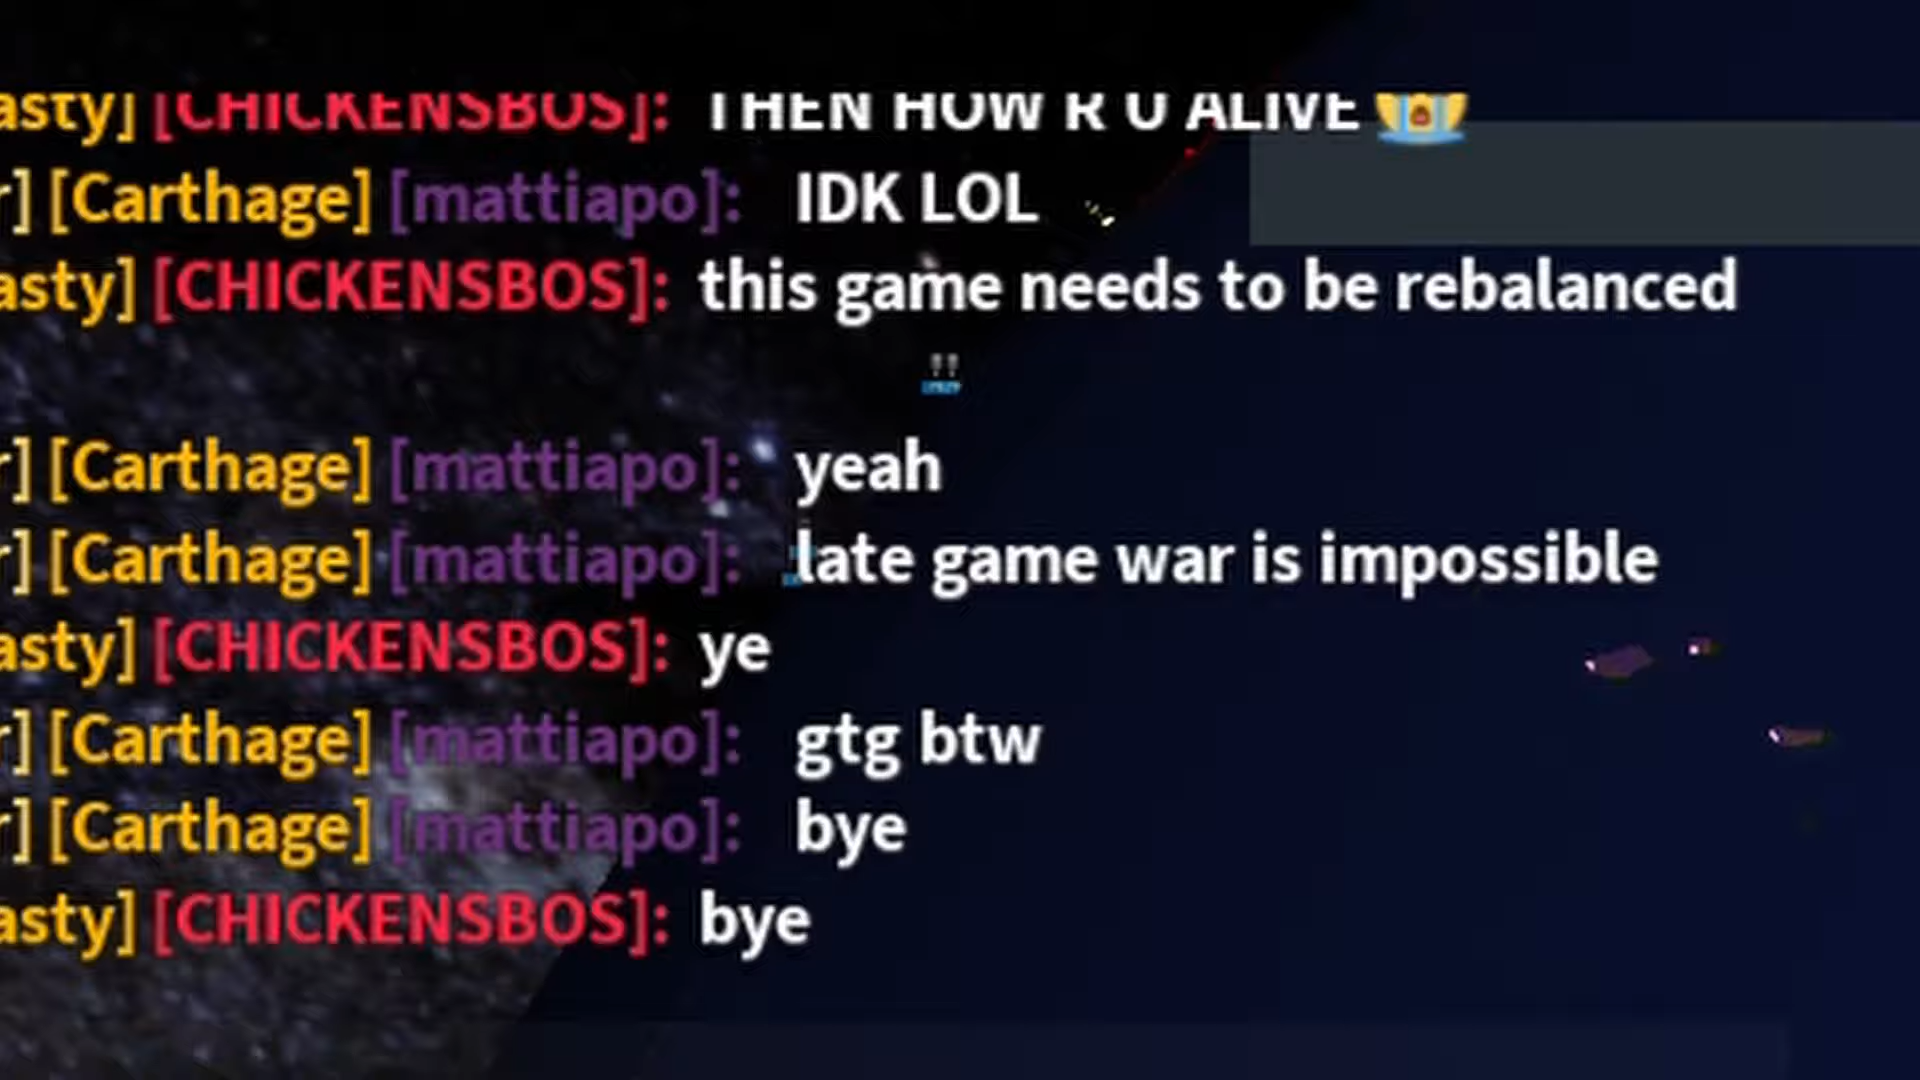 asty] [CHICKENSBOS]: THEN HOW R U ALIVE 😭
r] [Carthage] [mattiapo]: IDK LOL
asty] [CHICKENSBOS]: this game needs to be rebalanced
r] [Carthage] [mattiapo]: yeah
r] [Carthage] [mattiapo]: late game war is impossible
asty] [CHICKENSBOS]: ye
r] [Carthage] [mattiapo]: gtg btw
r] [Carthage] [mattiapo]: bye
asty] [CHICKENSBOS]: bye